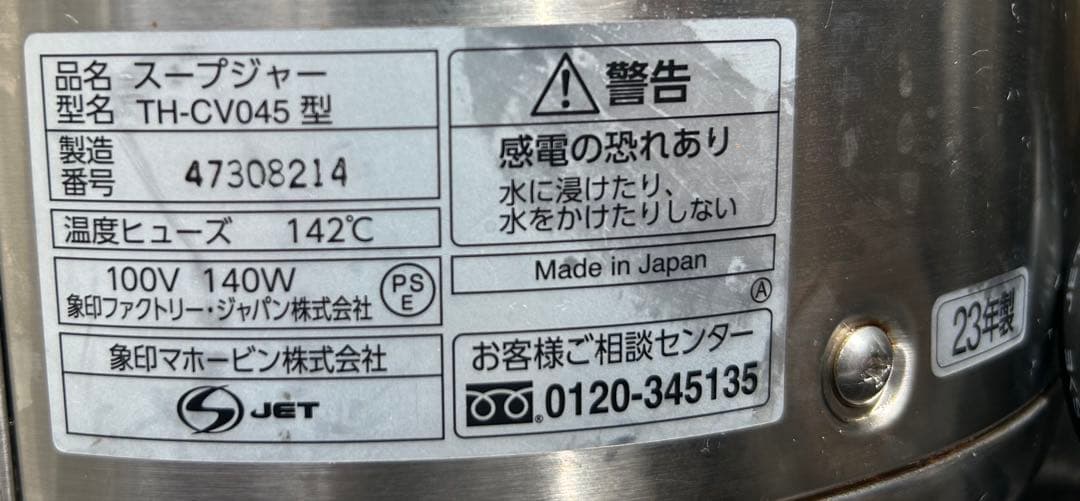 品名 スープジャー
型名 TH-CV045 型
製造番号 47308214
温度ヒューズ 142℃
100V 140W
象印ファクトリー・ジャパン株式会社
PS
E
象印マホービン株式会社
S JET
警告
感電の恐れあり
水に浸けたり、
水をかけたりしない
Made in Japan
Ⓐ
お客様ご相談センター
0120-345135
23年製